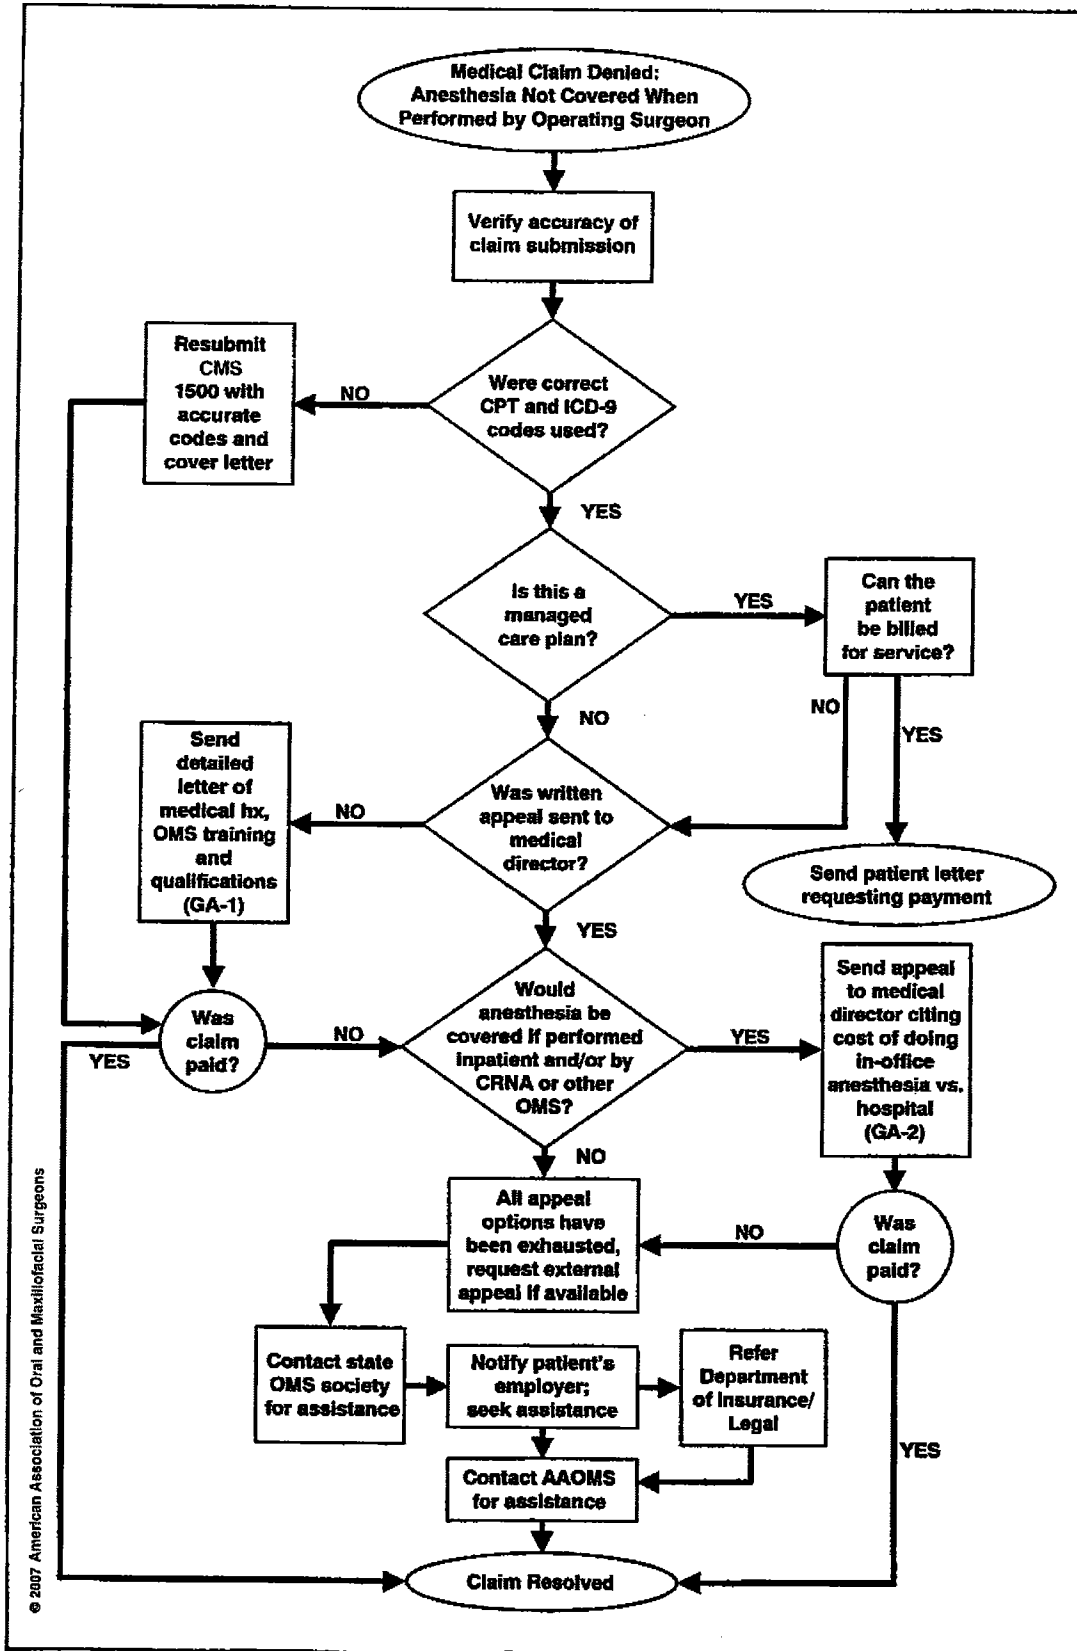 Medical Claim Denied:
Anesthesia Not Covered When
Performed by Operating Surgeon
Verify accuracy of
claim submission
Resubmit
CMS
1500 with
accurate
codes and
cover letter
NO
Were correct
CPT and ICD-9
codes used?
YES
Is this a
managed
care plan?
YES
Can the
patient
be billed
for service?
NO
NO
YES
Send
detailed
letter of
medical hx,
OMS training
and
qualifications
(GA-1)
NO
Was written
appeal sent to
medical
director?
Send patient letter
requesting payment
YES
Was
claim
paid?
YES
NO
Would
anesthesia be
covered if performed
inpatient and/or by
CRNA or other
OMS?
YES
Send appeal
to medical
director citing
cost of doing
in-office
anesthesia vs.
hospital
(GA-2)
NO
All appeal
options have
been exhausted,
request external
appeal if available
NO
Was
claim
paid?
Contact state
OMS society
for assistance
Notify patient's
employer;
seek assistance
Refer
Department
of Insurance/
Legal
YES
Contact AAOMS
for assistance
Claim Resolved
© 2007 American Association of Oral and Maxillofacial Surgeons